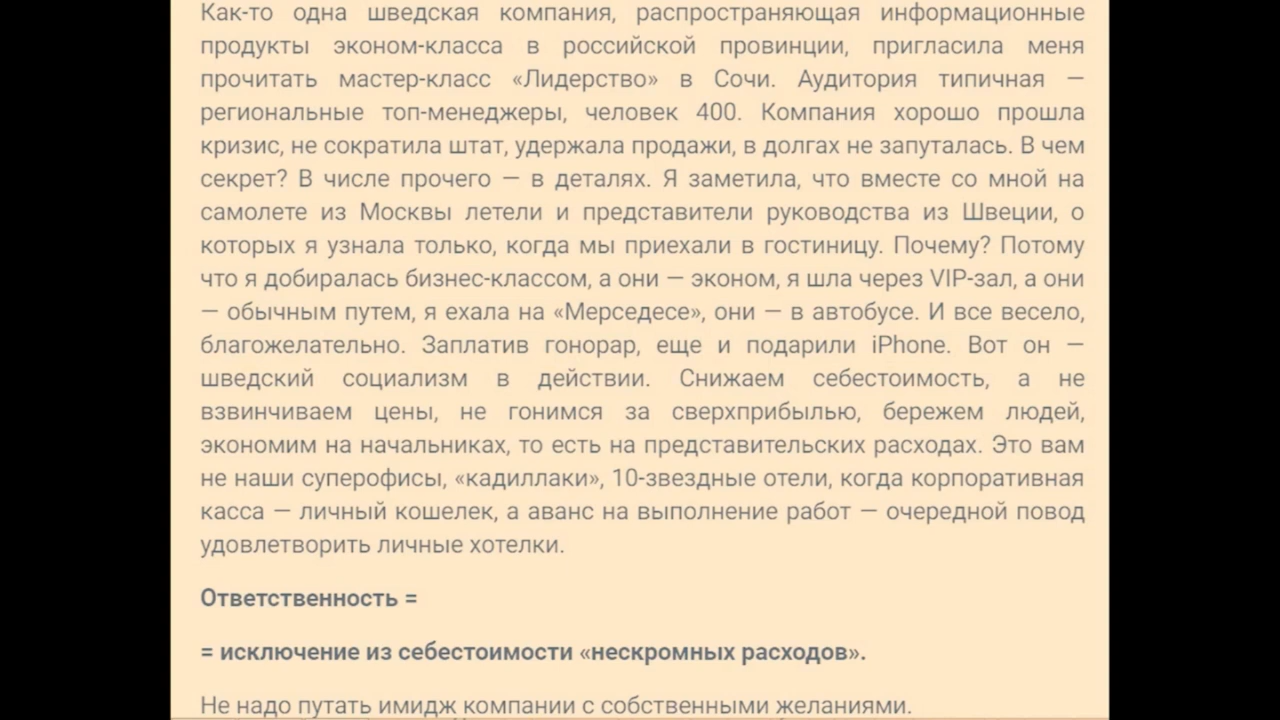 Как-то одна шведская компания, распространяющая информационные
продукты эконом-класса в российской провинции, пригласила меня
прочитать мастер-класс «Лидерство» в Сочи. Аудитория типичная —
региональные топ-менеджеры, человек 400. Компания хорошо прошла
кризис, не сократила штат, удержала продажи, в долгах не запуталась. В чем
секрет? В числе прочего — в деталях. Я заметила, что вместе со мной на
самолете из Москвы летели и представители руководства из Швеции, о
которых я узнала только, когда мы приехали в гостиницу. Почему? Потому
что я добиралась бизнес-классом, а они — эконом, я шла через VIP-зал, а они
— обычным путем, я ехала на «Мерседесе», они — в автобусе. И все весело,
благожелательно. Заплатив гонорар, еще и подарили iPhone. Вот он —
шведский социализм в действии. Снижаем себестоимость, а не
взвинчиваем цены, не гонимся за сверхприбылью, бережем людей,
экономим на начальниках, то есть на представительских расходах. Это вам
не наши суперофисы, «кадиллаки», 10-звездные отели, когда корпоративная
касса — личный кошелек, а аванс на выполнение работ — очередной повод
удовлетворить личные хотелки.
Ответственность =
= исключение из себестоимости «нескромных расходов».
Не надо путать имидж компании с собственными желаниями.